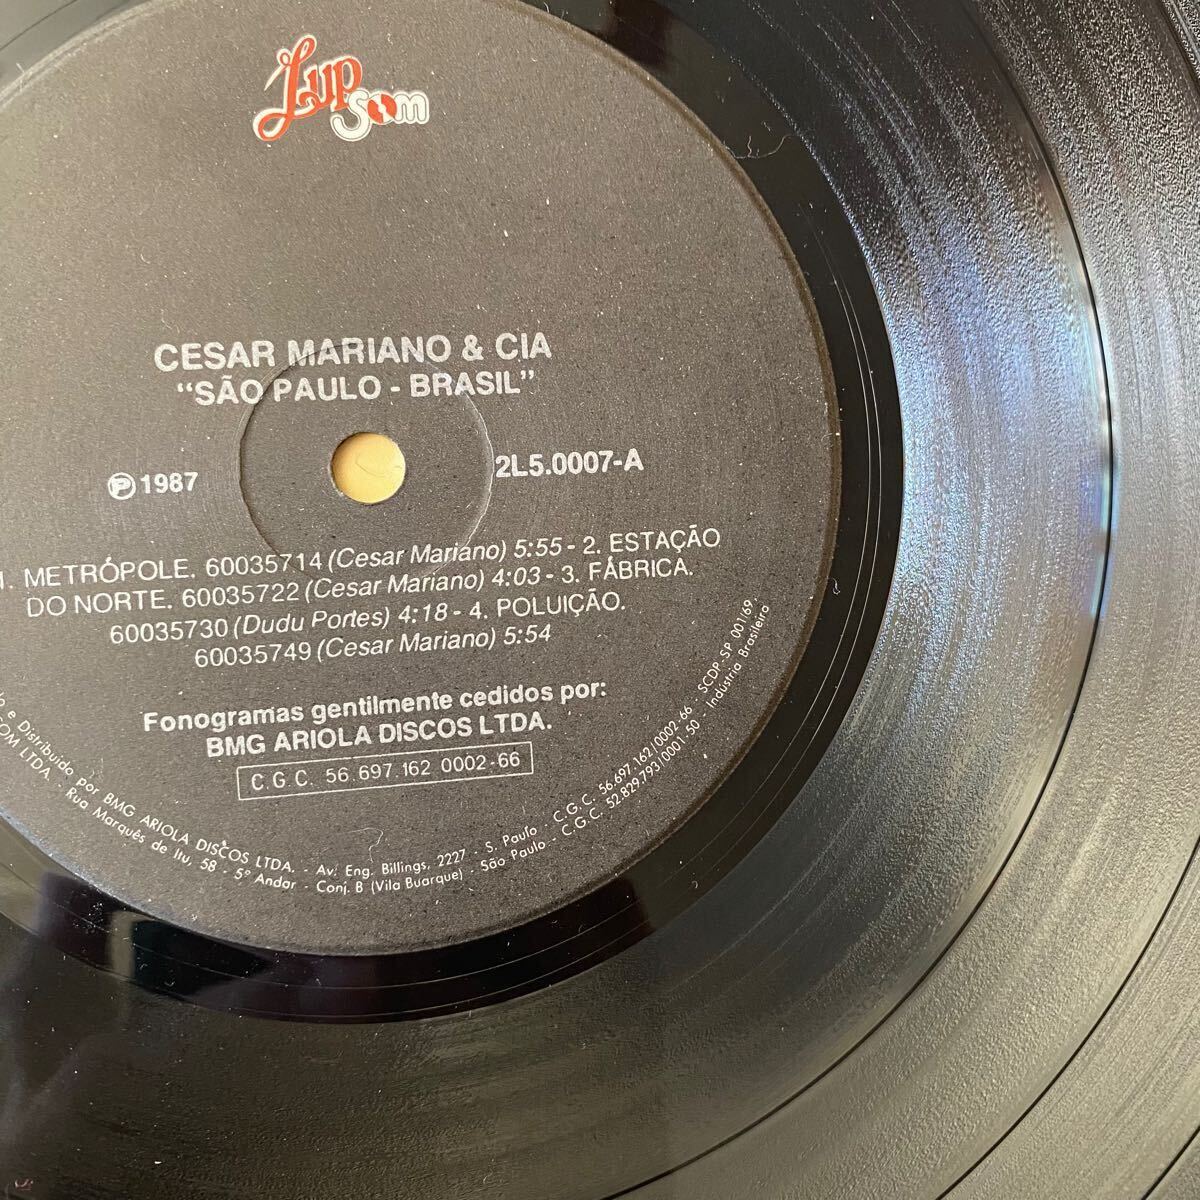 Lup
Som
CESAR MARIANO & CIA
“SÃO PAULO - BRASIL”
Ⓟ 1987
2L5.0007-A
1. METRÓPOLE. 60035714 (Cesar Mariano) 5:55 - 2. ESTAÇÃO
DO NORTE. 60035722 (Cesar Mariano) 4:03 - 3. FÁBRICA.
60035730 (Dudu Portes) 4:18 - 4. POLUIÇÃO.
60035749 (Cesar Mariano) 5:54
Fonogramas gentilmente cedidos por:
BMG ARIOLA DISCOS LTDA.
C.G.C. 56.697.162 0002-66
e Distribuido por BMG ARIOLA DISCOS LTDA. - Av. Eng. Billings, 2227 - S. Paulo - C.G.C. 56.697.162/0002-66 - SCDP-SP 001/69.
LTDA. - Rua Marquês de Itu, 58 - 5º Andar - Conj. B (Vila Buarque) - São Paulo - C.G.C. 52.829.793/0001-50 - Indústria Brasileira